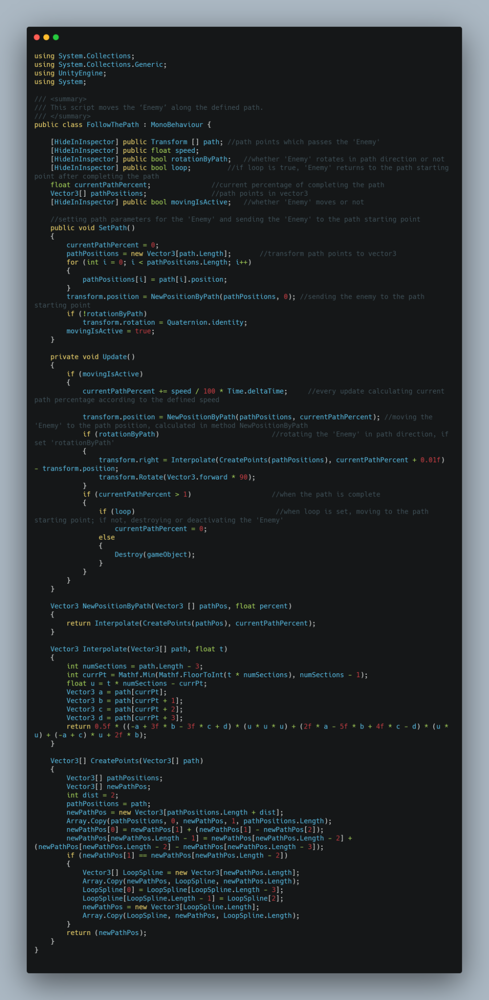 using System.Collections;
using System.Collections.Generic;
using UnityEngine;
using System;

/// <summary>
/// This script moves the ‘Enemy’ along the defined path.
/// </summary>
public class FollowThePath : MonoBehaviour {

    [HideInInspector] public Transform [] path; //path points which passes the 'Enemy'
    [HideInInspector] public float speed;
    [HideInInspector] public bool rotationByPath;   //whether 'Enemy' rotates in path direction or not
    [HideInInspector] public bool loop;         //if loop is true, 'Enemy' returns to the path starting
point after completing the path
    float currentPathPercent;               //current percentage of completing the path
    Vector3[] pathPositions;                //path points in vector3
    [HideInInspector] public bool movingIsActive;   //whether 'Enemy' moves or not

    //setting path parameters for the 'Enemy' and sending the 'Enemy' to the path starting point
    public void SetPath()
    {
        currentPathPercent = 0;
        pathPositions = new Vector3[path.Length];       //transform path points to vector3
        for (int i = 0; i < pathPositions.Length; i++)
        {
            pathPositions[i] = path[i].position;
        }
        transform.position = NewPositionByPath(pathPositions, 0); //sending the enemy to the path
starting point
        if (!rotationByPath)
            transform.rotation = Quaternion.identity;
        movingIsActive = true;
    }

    private void Update()
    {
        if (movingIsActive)
        {
            currentPathPercent += speed / 100 * Time.deltaTime;     //every update calculating current
path percentage according to the defined speed

            transform.position = NewPositionByPath(pathPositions, currentPathPercent); //moving the
'Enemy' to the path position, calculated in method NewPositionByPath
            if (rotationByPath)                            //rotating the 'Enemy' in path direction, if
set 'rotationByPath'
            {
                transform.right = Interpolate(CreatePoints(pathPositions), currentPathPercent + 0.01f)
- transform.position;
                transform.Rotate(Vector3.forward * 90);
            }
            if (currentPathPercent > 1)                    //when the path is complete
            {
                if (loop)                                   //when loop is set, moving to the path
starting point; if not, destroying or deactivating the 'Enemy'
                    currentPathPercent = 0;
                else
                {
                    Destroy(gameObject);
                }
            }
        }
    }

    Vector3 NewPositionByPath(Vector3 [] pathPos, float percent)
    {
        return Interpolate(CreatePoints(pathPos), currentPathPercent);
    }

    Vector3 Interpolate(Vector3[] path, float t)
    {
        int numSections = path.Length - 3;
        int currPt = Mathf.Min(Mathf.FloorToInt(t * numSections), numSections - 1);
        float u = t * numSections - currPt;
        Vector3 a = path[currPt];
        Vector3 b = path[currPt + 1];
        Vector3 c = path[currPt + 2];
        Vector3 d = path[currPt + 3];
        return 0.5f * ((-a + 3f * b - 3f * c + d) * (u * u * u) + (2f * a - 5f * b + 4f * c - d) * (u *
u) + (-a + c) * u + 2f * b);
    }

    Vector3[] CreatePoints(Vector3[] path)
    {
        Vector3[] pathPositions;
        Vector3[] newPathPos;
        int dist = 2;
        pathPositions = path;
        newPathPos = new Vector3[pathPositions.Length + dist];
        Array.Copy(pathPositions, 0, newPathPos, 1, pathPositions.Length);
        newPathPos[0] = newPathPos[1] + (newPathPos[1] - newPathPos[2]);
        newPathPos[newPathPos.Length - 1] = newPathPos[newPathPos.Length - 2] +
(newPathPos[newPathPos.Length - 2] - newPathPos[newPathPos.Length - 3]);
        if (newPathPos[1] == newPathPos[newPathPos.Length - 2])
        {
            Vector3[] LoopSpline = new Vector3[newPathPos.Length];
            Array.Copy(newPathPos, LoopSpline, newPathPos.Length);
            LoopSpline[0] = LoopSpline[LoopSpline.Length - 3];
            LoopSpline[LoopSpline.Length - 1] = LoopSpline[2];
            newPathPos = new Vector3[LoopSpline.Length];
            Array.Copy(LoopSpline, newPathPos, LoopSpline.Length);
        }
        return (newPathPos);
    }
}